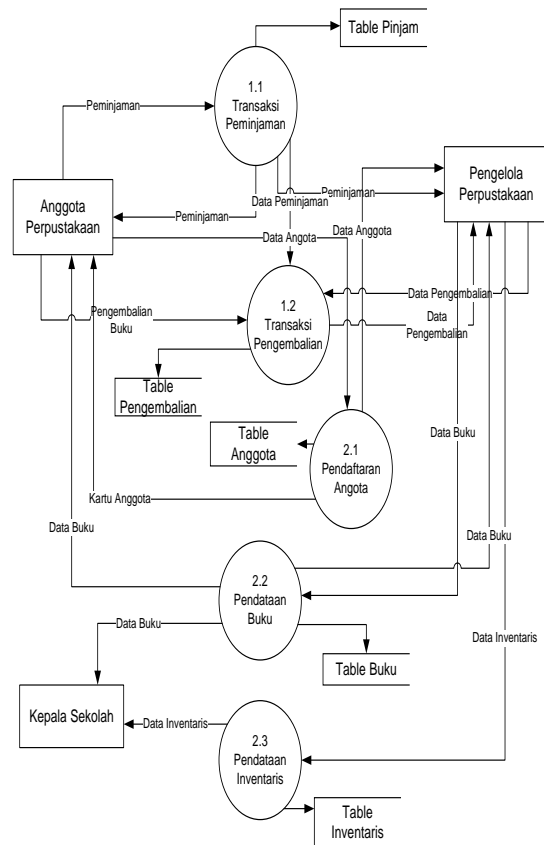 Table Pinjam
1.1
Transaksi
Peminjaman
Peminjaman
Pengelola
Perpustakaan
Anggota
Perpustakaan
Data Peminjaman
Peminjaman
Peminjaman
Data Anggota
Data Angota
1.2
Transaksi
Pengembalian
Data Pengembalian
Pengembalian
Buku
Data
Pengembalian
Table
Pengembalian
Table
Anggota
2.1
Pendaftaran
Angota
Data Buku
Kartu Anggota
Data Buku
Data Buku
2.2
Pendataan
Buku
Data Buku
Data Inventaris
Table Buku
Kepala Sekolah
Data Inventaris
2.3
Pendataan
Inventaris
Table
Inventaris